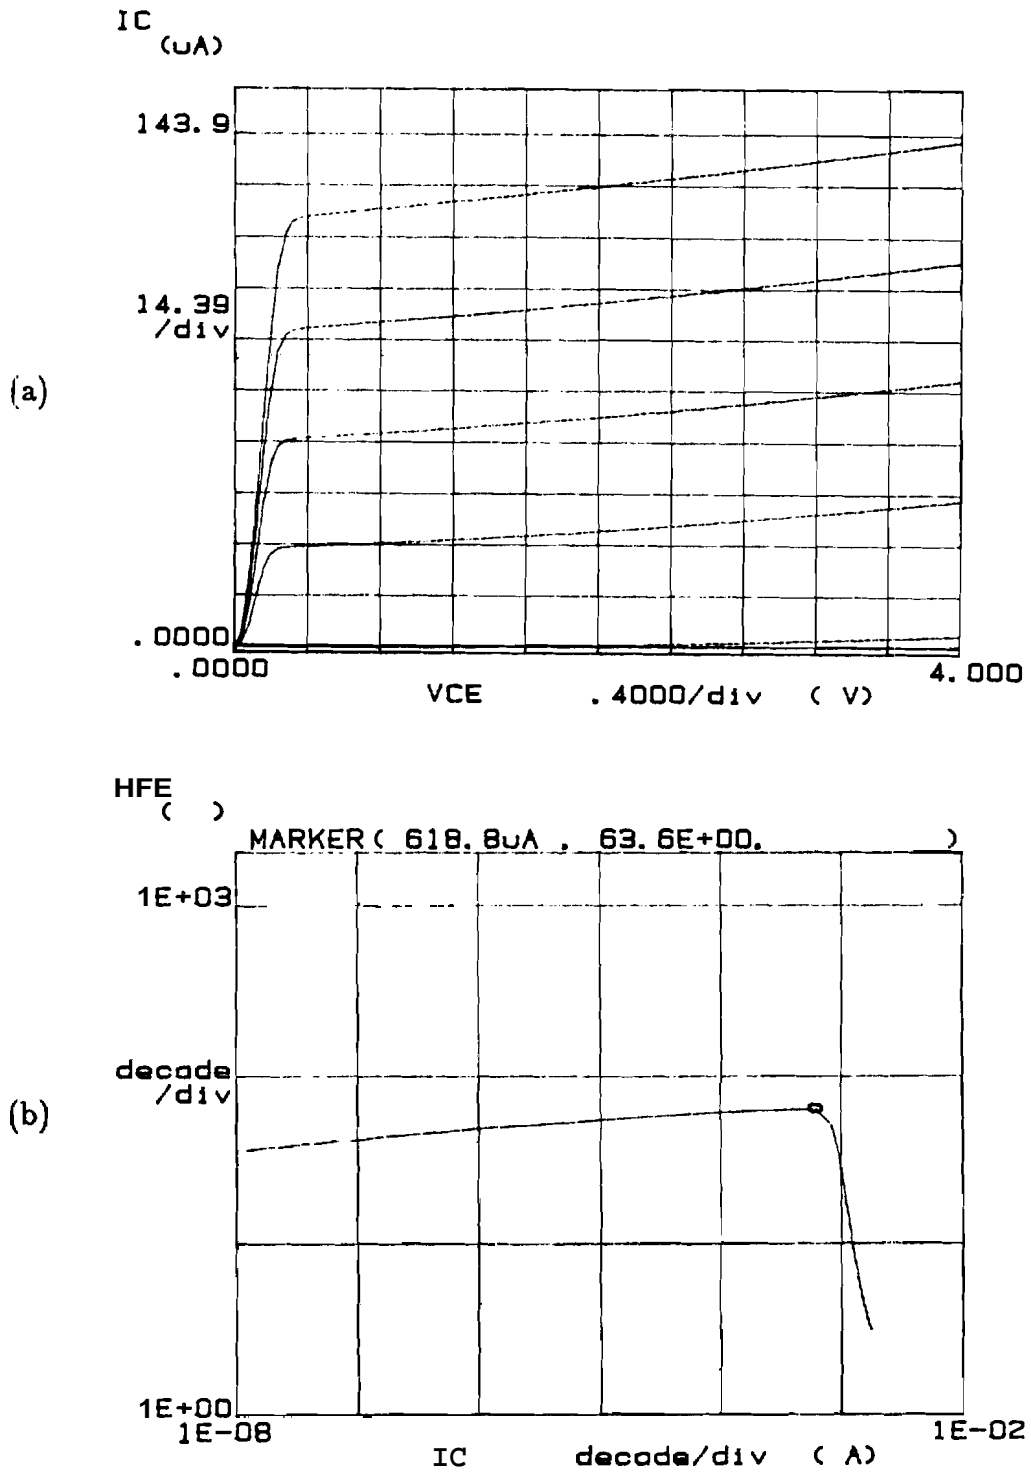 IC
(uA)
143.9
14.39
/div
(a)
.0000
.0000
4.000
VCE .4000/div ( V)
HFE
( )
MARKER( 618.8uA , 63.6E+00, )
1E+03
decade
/div
(b)
1E+00
1E-08
1E-02
IC decade/div ( A)